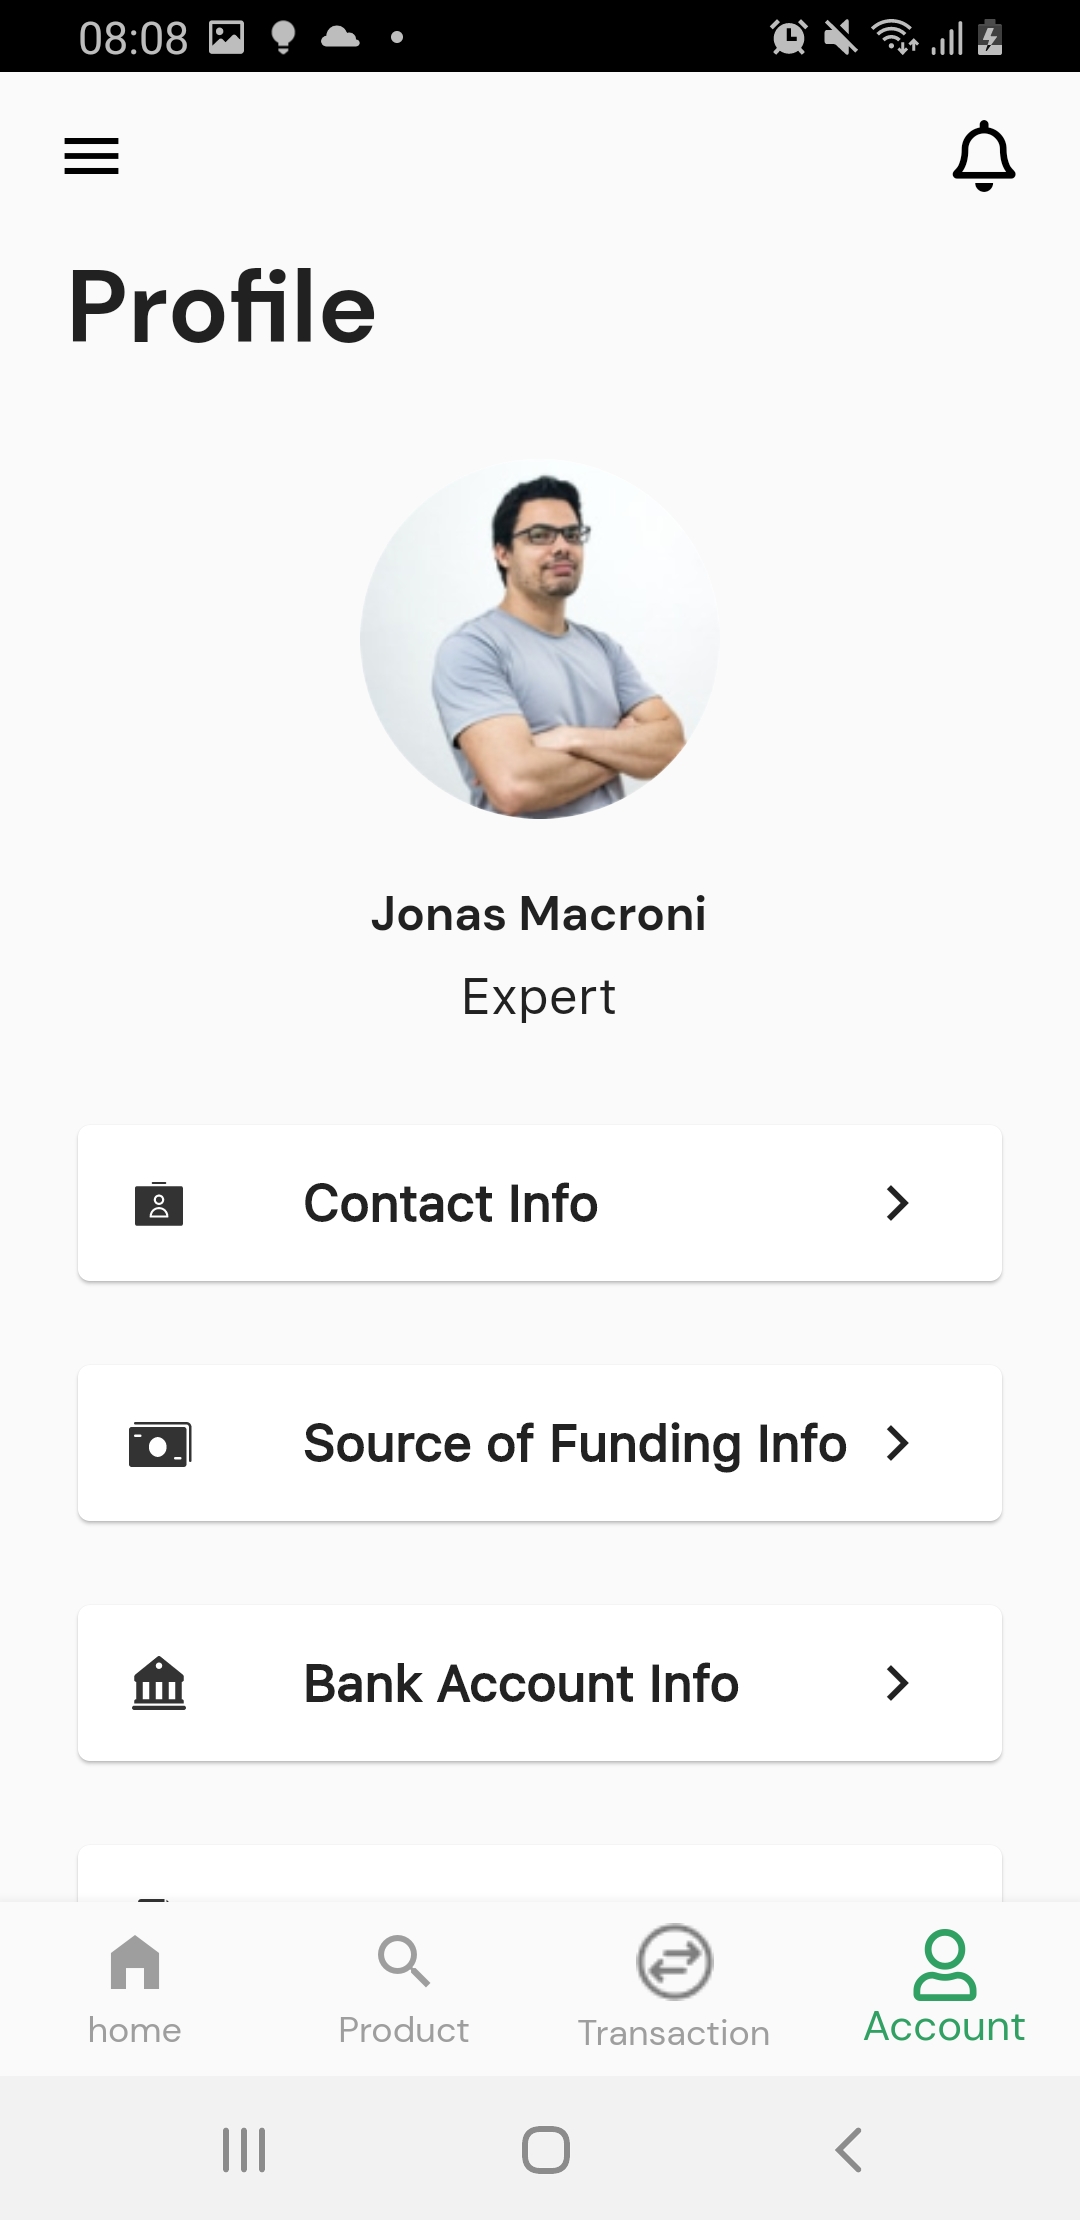 08:08
Profile
Jonas Macroni
Expert
Contact Info
Source of Funding Info
Bank Account Info
home
Product
Transaction
Account